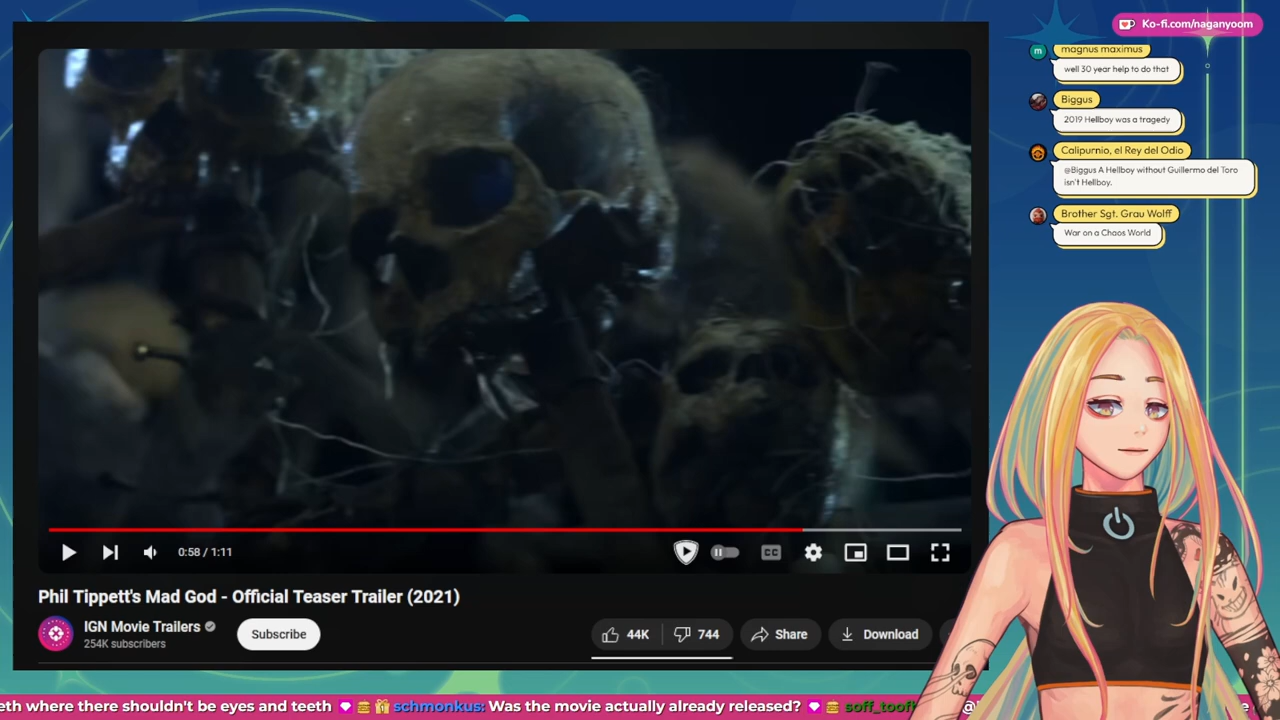 Ko-fi.com/naganyoom
magnus maximus
well 30 year help to do that
Biggus
2019 Hellboy was a tragedy
Calipurnio, el Rey del Odio
@Biggus A Hellboy without Guillermo del Toro
isn't Hellboy.
Brother Sgt. Grau Wolff
War on a Chaos World
0:58 / 1:11
CC
Phil Tippett's Mad God - Official Teaser Trailer (2021)
IGN Movie Trailers
254K subscribers
Subscribe
44K
744
Share
Download
where there shouldn't be eyes and teeth schmonkus: Was the movie actually already released?